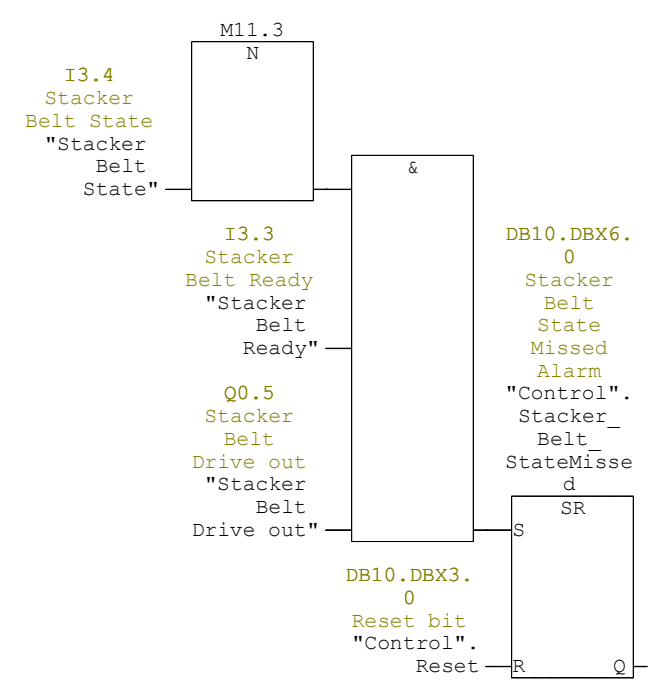 M11.3
N
I3.4
Stacker
Belt State
"Stacker
Belt
State"
&
I3.3
Stacker
Belt Ready
"Stacker
Belt
Ready"
Q0.5
Stacker
Belt
Drive out
"Stacker
Belt
Drive out"
DB10.DBX6.
0
Stacker
Belt
State
Missed
Alarm
"Control".
Stacker_
Belt_
StateMisse
d
SR
S
DB10.DBX3.
0
Reset bit
"Control".
Reset
R
Q